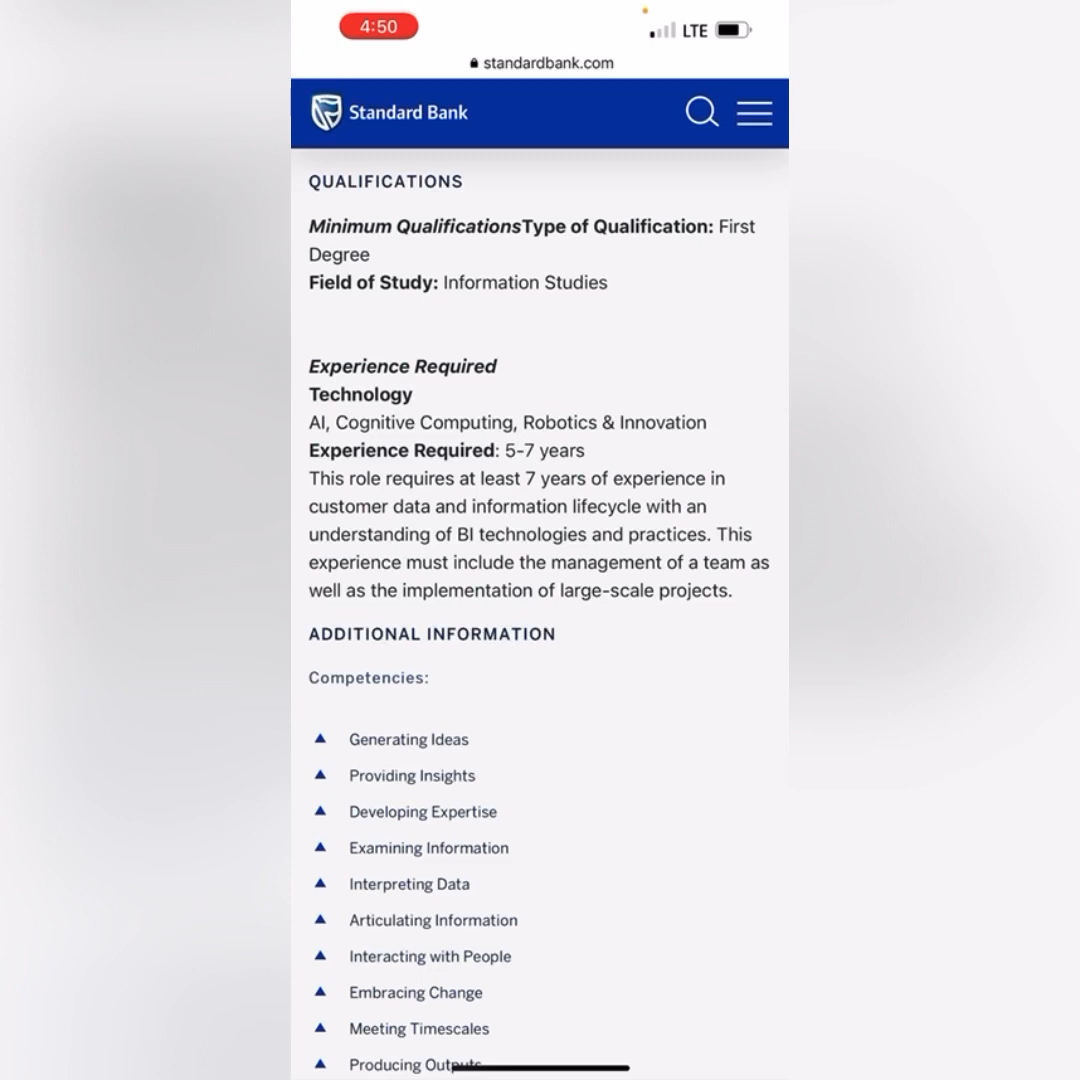 4:50
LTE
standardbank.com
Standard Bank
QUALIFICATIONS
Minimum QualificationsType of Qualification: First
Degree
Field of Study: Information Studies
Experience Required
Technology
AI, Cognitive Computing, Robotics & Innovation
Experience Required: 5-7 years
This role requires at least 7 years of experience in
customer data and information lifecycle with an
understanding of BI technologies and practices. This
experience must include the management of a team as
well as the implementation of large-scale projects.
ADDITIONAL INFORMATION
Competencies:
Generating Ideas
Providing Insights
Developing Expertise
Examining Information
Interpreting Data
Articulating Information
Interacting with People
Embracing Change
Meeting Timescales
Producing Outputs